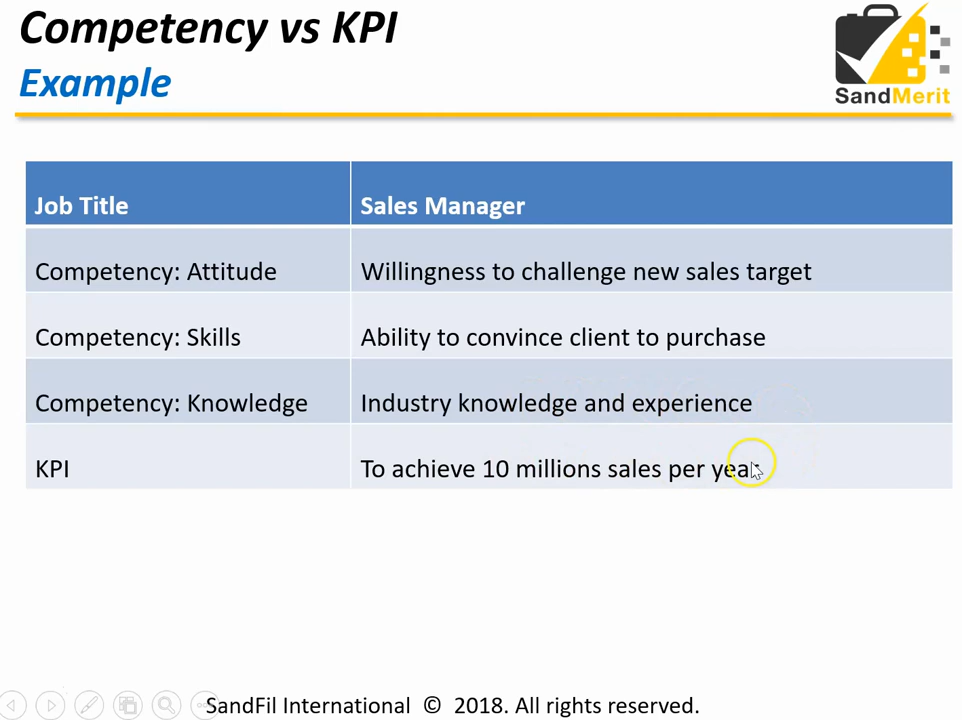 Competency vs KPI
Example
SandMerit
Job Title Sales Manager
Competency: Attitude Willingness to challenge new sales target
Competency: Skills Ability to convince client to purchase
Competency: Knowledge Industry knowledge and experience
KPI To achieve 10 millions sales per year
SandFil International © 2018. All rights reserved.